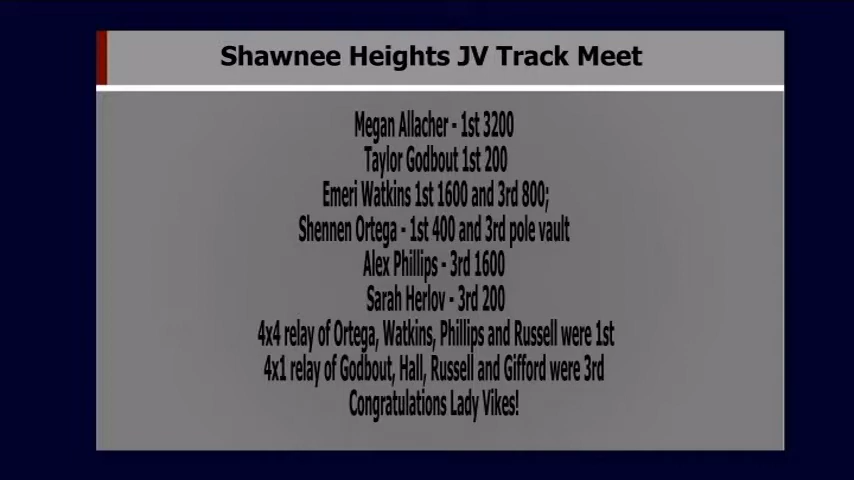 Shawnee Heights JV Track Meet
Megan Allacher - 1st 3200
Taylor Godbout 1st 200
Emeri Watkins 1st 1600 and 3rd 800;
Shennen Ortega - 1st 400 and 3rd pole vault
Alex Phillips - 3rd 1600
Sarah Herlov - 3rd 200
4x4 relay of Ortega, Watkins, Phillips and Russell were 1st
4x1 relay of Godbout, Hall, Russell and Gifford were 3rd
Congratulations Lady Vikes!